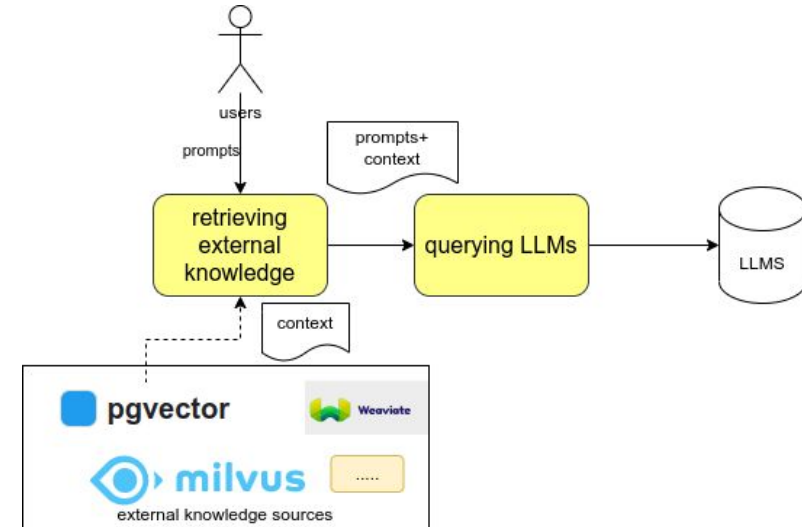 users
prompts
prompts+
context
retrieving
external
knowledge
querying LLMs
LLMS
context
pgvector
Weaviate
milvus
.....
external knowledge sources